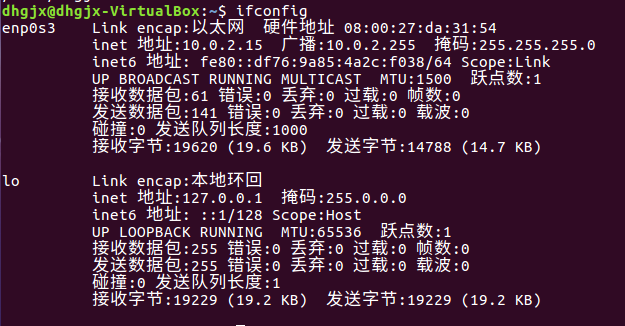 dhgjx@dhgjx-VirtualBox:~$ ifconfig
enp0s3 Link encap:以太网 硬件地址 08:00:27:da:31:54
inet 地址:10.0.2.15 广播:10.0.2.255 掩码:255.255.255.0
inet6 地址: fe80::df76:9a85:4a2c:f038/64 Scope:Link
UP BROADCAST RUNNING MULTICAST MTU:1500 跃点数:1
接收数据包:61 错误:0 丢弃:0 过载:0 帧数:0
发送数据包:141 错误:0 丢弃:0 过载:0 载波:0
碰撞:0 发送队列长度:1000
接收字节:19620 (19.6 KB) 发送字节:14788 (14.7 KB)
lo Link encap:本地环回
inet 地址:127.0.0.1 掩码:255.0.0.0
inet6 地址: ::1/128 Scope:Host
UP LOOPBACK RUNNING MTU:65536 跃点数:1
接收数据包:255 错误:0 丢弃:0 过载:0 帧数:0
发送数据包:255 错误:0 丢弃:0 过载:0 载波:0
碰撞:0 发送队列长度:1
接收字节:19229 (19.2 KB) 发送字节:19229 (19.2 KB)